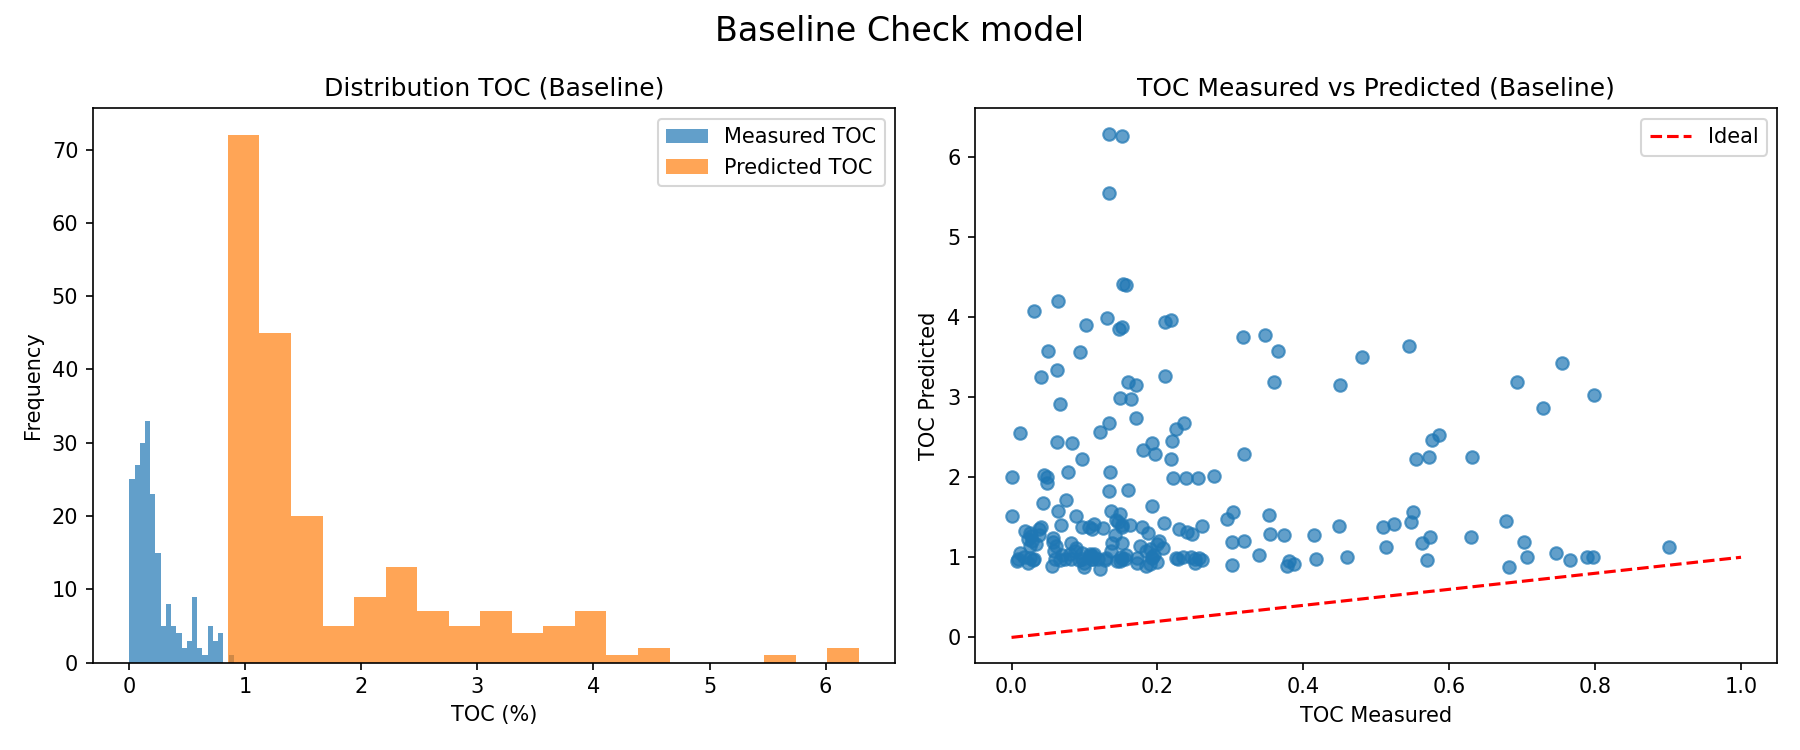 Baseline Check model
Distribution TOC (Baseline)
Measured TOC
Predicted TOC
Frequency
70
60
50
40
30
20
10
0
0 1 2 3 4 5 6
TOC (%)
TOC Measured vs Predicted (Baseline)
Ideal
TOC Predicted
6
5
4
3
2
1
0
0.0 0.2 0.4 0.6 0.8 1.0
TOC Measured